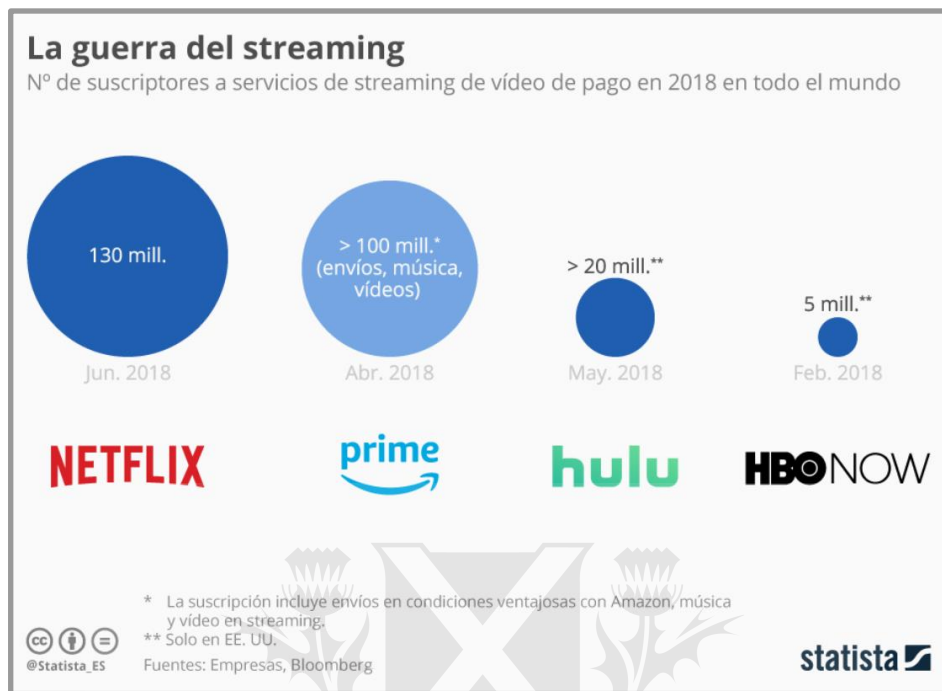 La guerra del streaming
Nº de suscriptores a servicios de streaming de vídeo de pago en 2018 en todo el mundo
130 mill.
> 100 mill.*
(envíos, música,
vídeos)
> 20 mill.**
5 mill.**
Jun. 2018
Abr. 2018
May. 2018
Feb. 2018
NETFLIX
prime
hulu
HBO NOW
* La suscripción incluye envíos en condiciones ventajosas con Amazon, música
y vídeo en streaming.
** Solo en EE. UU.
Fuentes: Empresas, Bloomberg
cc
@Statista_ES
statista